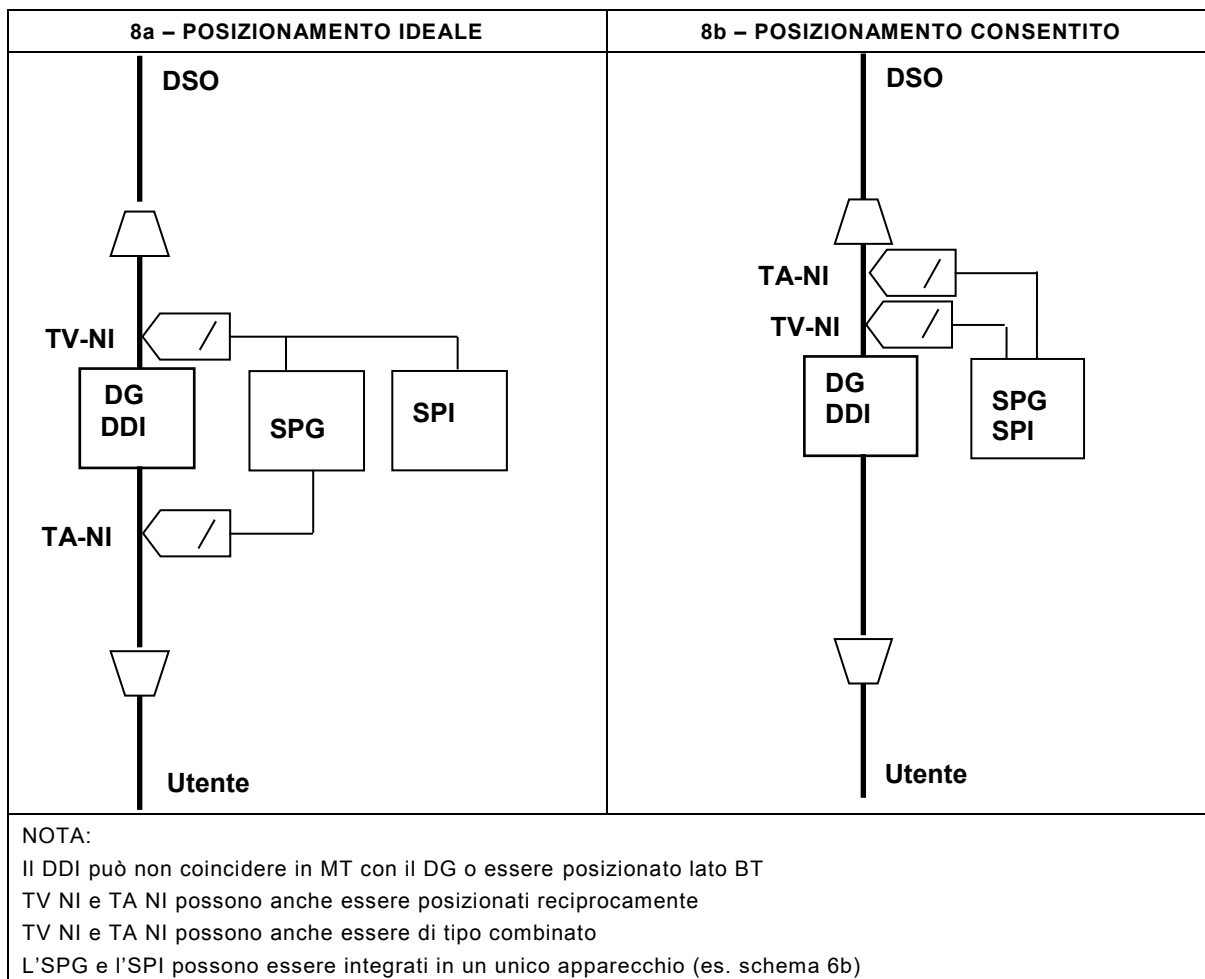 8a – POSIZIONAMENTO IDEALE
8b – POSIZIONAMENTO CONSENTITO
DSO
TV-NI
DG
DDI
SPG
SPI
TA-NI
Utente
DSO
TA-NI
TV-NI
DG
DDI
SPG
SPI
Utente
NOTA:
Il DDI può non coincidere in MT con il DG o essere posizionato lato BT
TV NI e TA NI possono anche essere posizionati reciprocamente
TV NI e TA NI possono anche essere di tipo combinato
L'SPG e l'SPI possono essere integrati in un unico apparecchio (es. schema 6b)